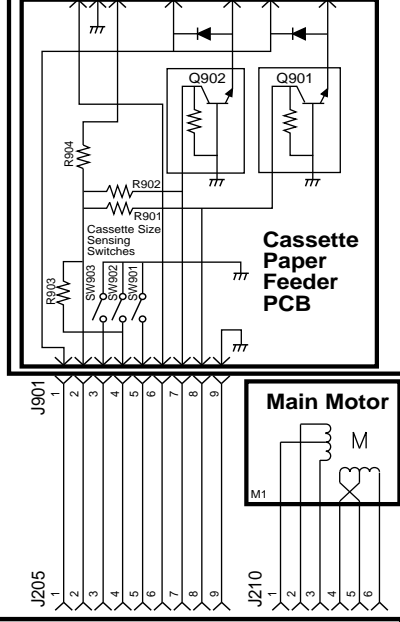 Q902
Q901
R904
R902
R901
Cassette Size
Sensing
Switches
R903
SW903
SW902
SW901
Cassette
Paper
Feeder
PCB
J901
1
2
3
4
5
6
7
8
9
Main Motor
M
M1
J205
1
2
3
4
5
6
7
8
9
J210
1
2
3
4
5
6